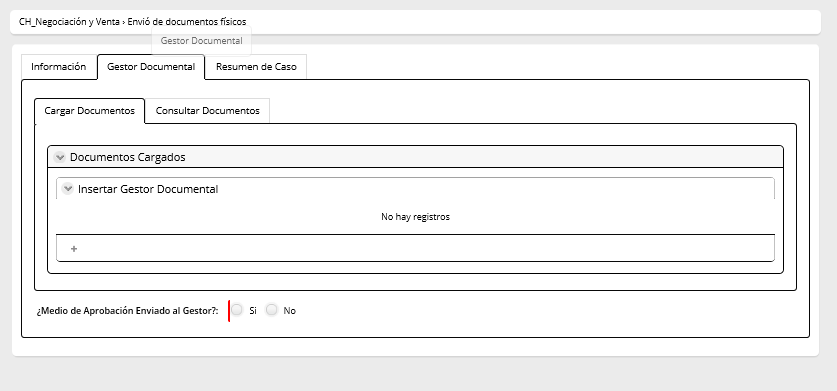 CH_Negociación y Venta › Envió de documentos físicos
Gestor Documental
Información Gestor Documental Resumen de Caso
Cargar Documentos Consultar Documentos
Documentos Cargados
Insertar Gestor Documental
No hay registros
+
¿Medio de Aprobación Enviado al Gestor?: Si No